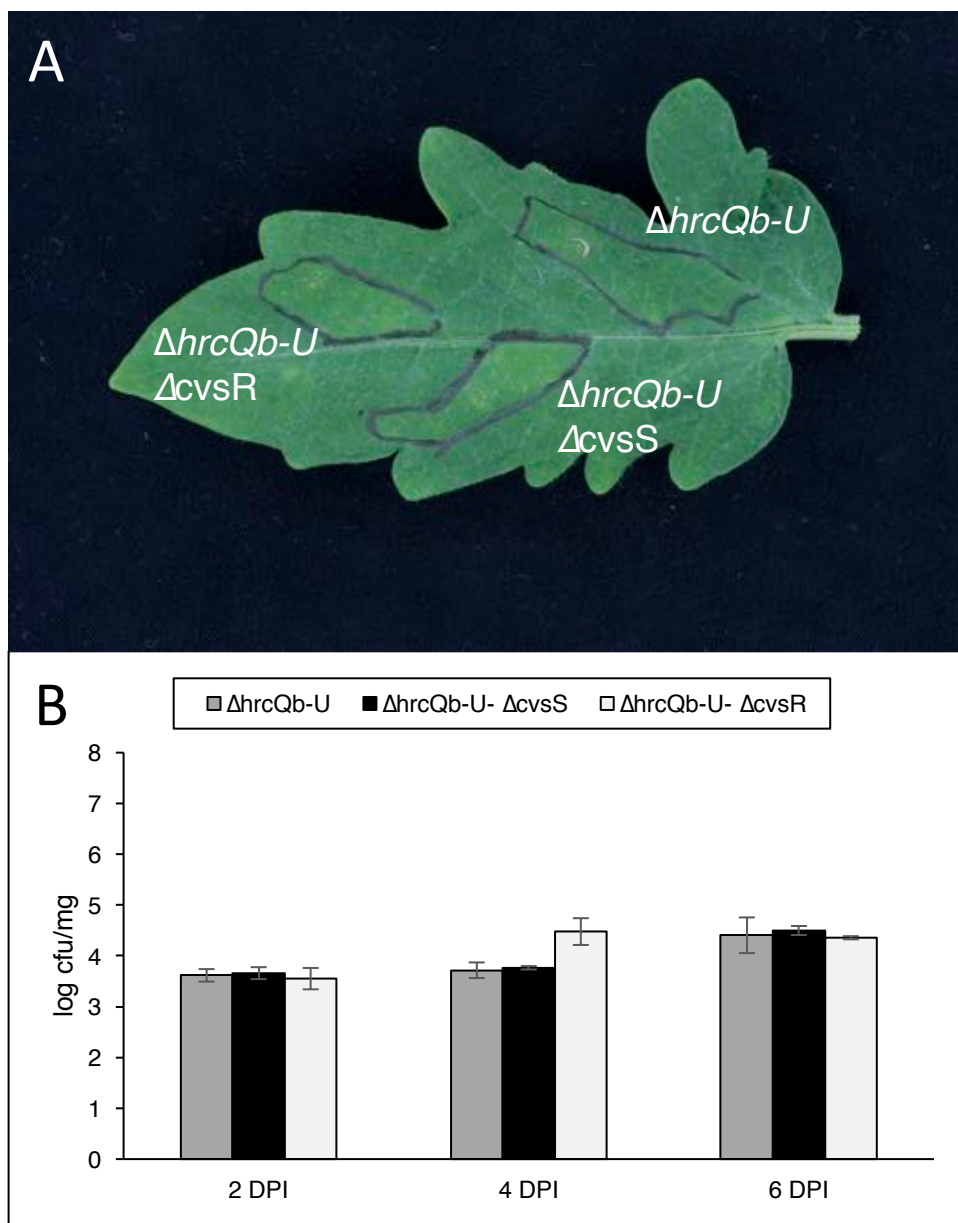 A
ΔhrcQb-U
ΔhrcQb-U
ΔcvsR
ΔhrcQb-U
ΔcvsS
B
ΔhrcQb-U ΔhrcQb-U- ΔcvsS ΔhrcQb-U- ΔcvsR
8
7
6
5
4
3
2
1
0
log cfu/mg
2 DPI 4 DPI 6 DPI